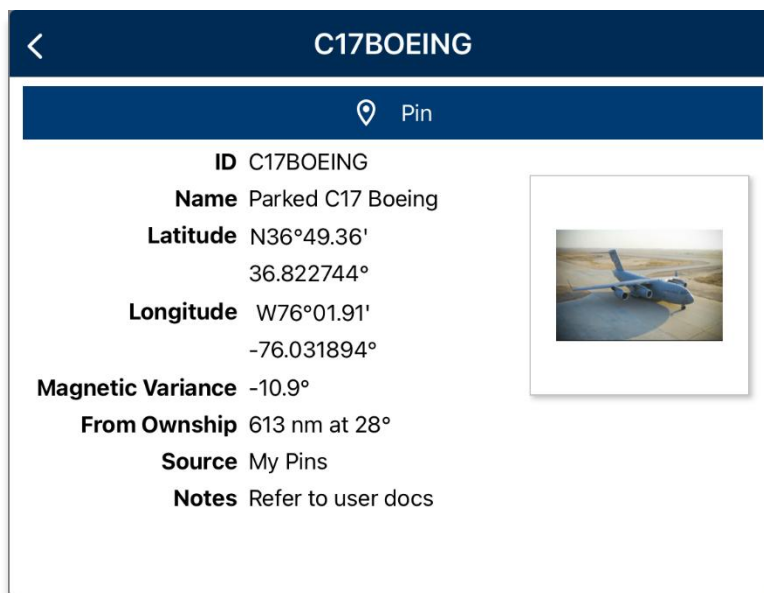 C17BOEING
Pin
ID C17BOEING
Name Parked C17 Boeing
Latitude N36°49.36'
36.822744°
Longitude W76°01.91'
-76.031894°
Magnetic Variance -10.9°
From Ownship 613 nm at 28°
Source My Pins
Notes Refer to user docs